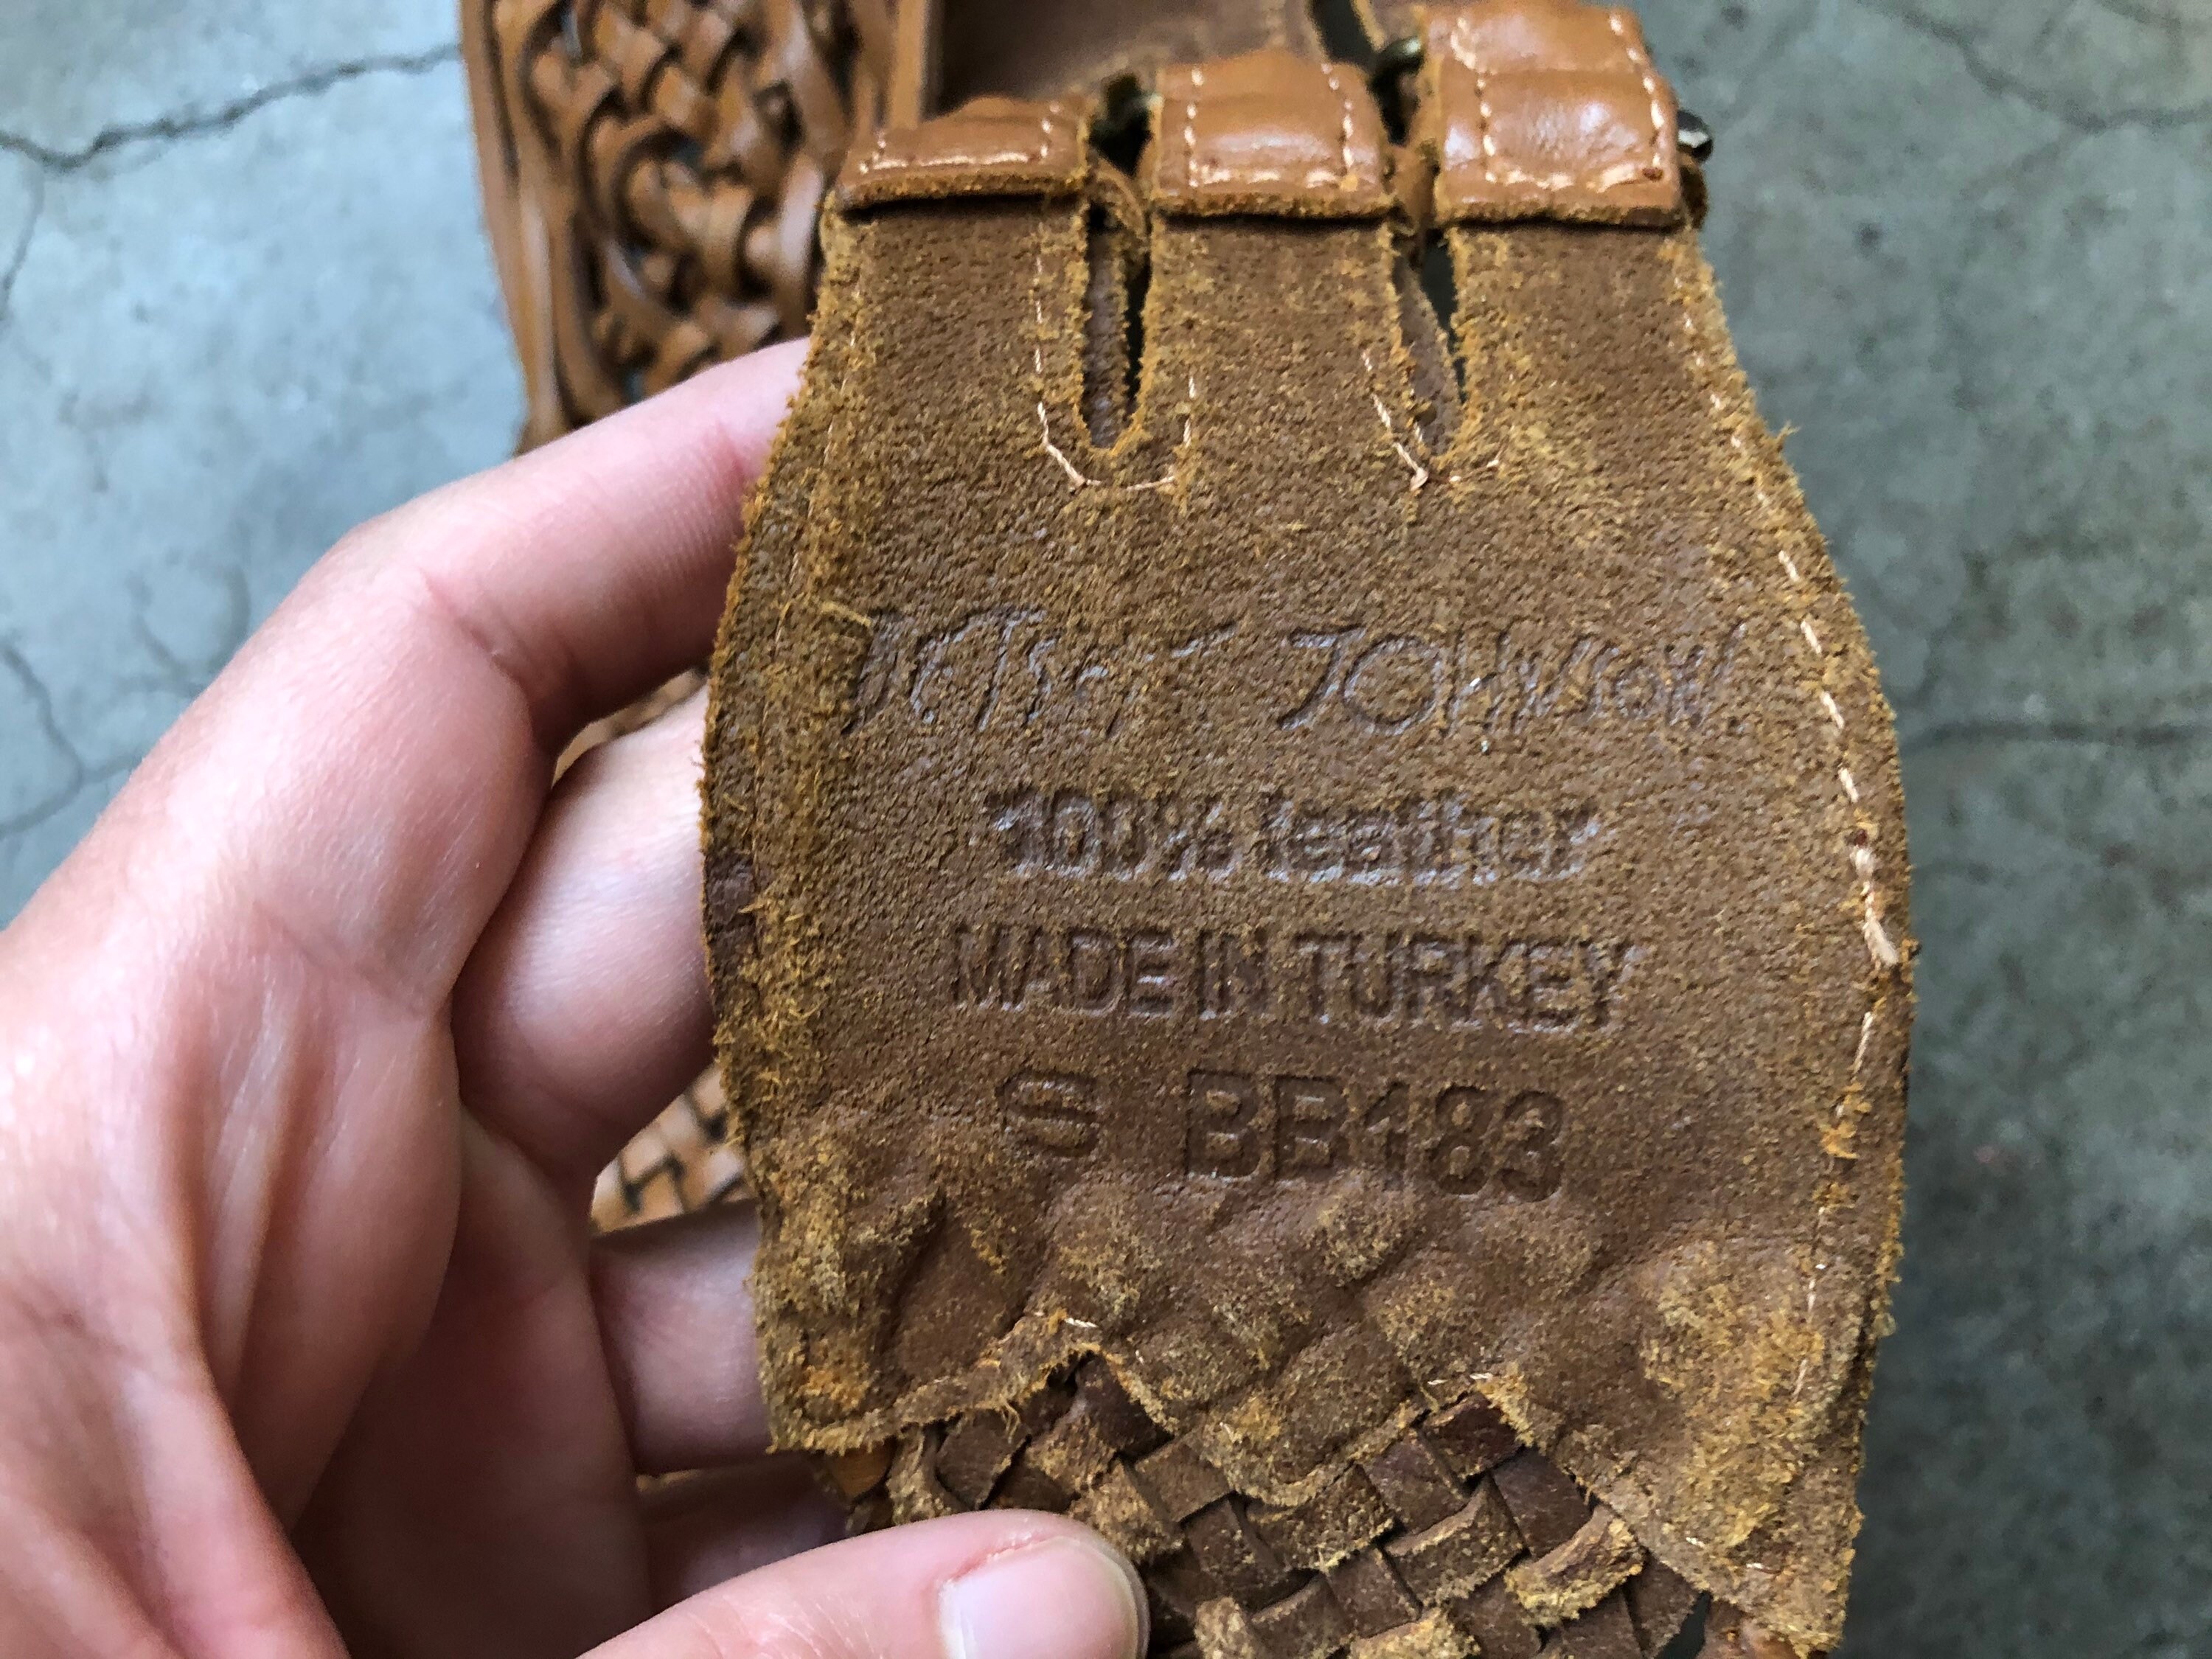 BETSEY JOHNSON.
100% leather
MADE IN TURKEY
S BB183